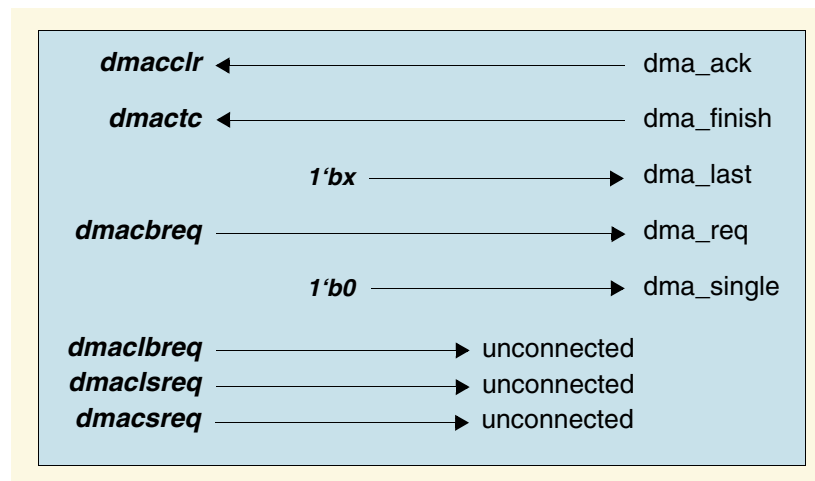 dmacclr dma_ack
dmactc dma_finish
1‘bx dma_last
dmacbreq dma_req
1‘b0 dma_single
dmaclbreq unconnected
dmaclsreq unconnected
dmacsreq unconnected